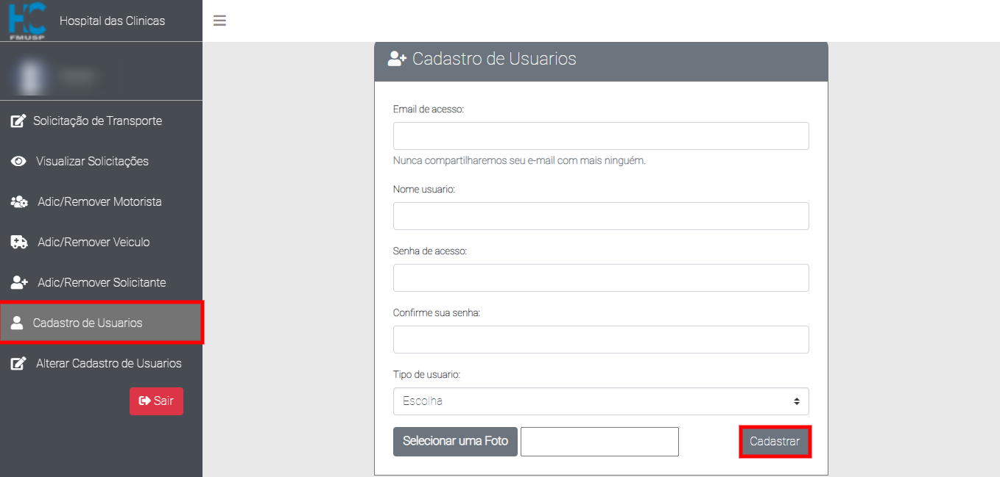 HC
FMUSP
Hospital das Clinicas
Solicitação de Transporte
Visualizar Solicitações
Adic/Remover Motorista
Adic/Remover Veiculo
Adic/Remover Solicitante
Cadastro de Usuarios
Alterar Cadastro de Usuarios
Sair
Cadastro de Usuarios
Email de acesso:
Nunca compartilharemos seu e-mail com mais ninguém.
Nome usuario:
Senha de acesso:
Confirme sua senha:
Tipo de usuario:
Escolha
Selecionar uma Foto
Cadastrar